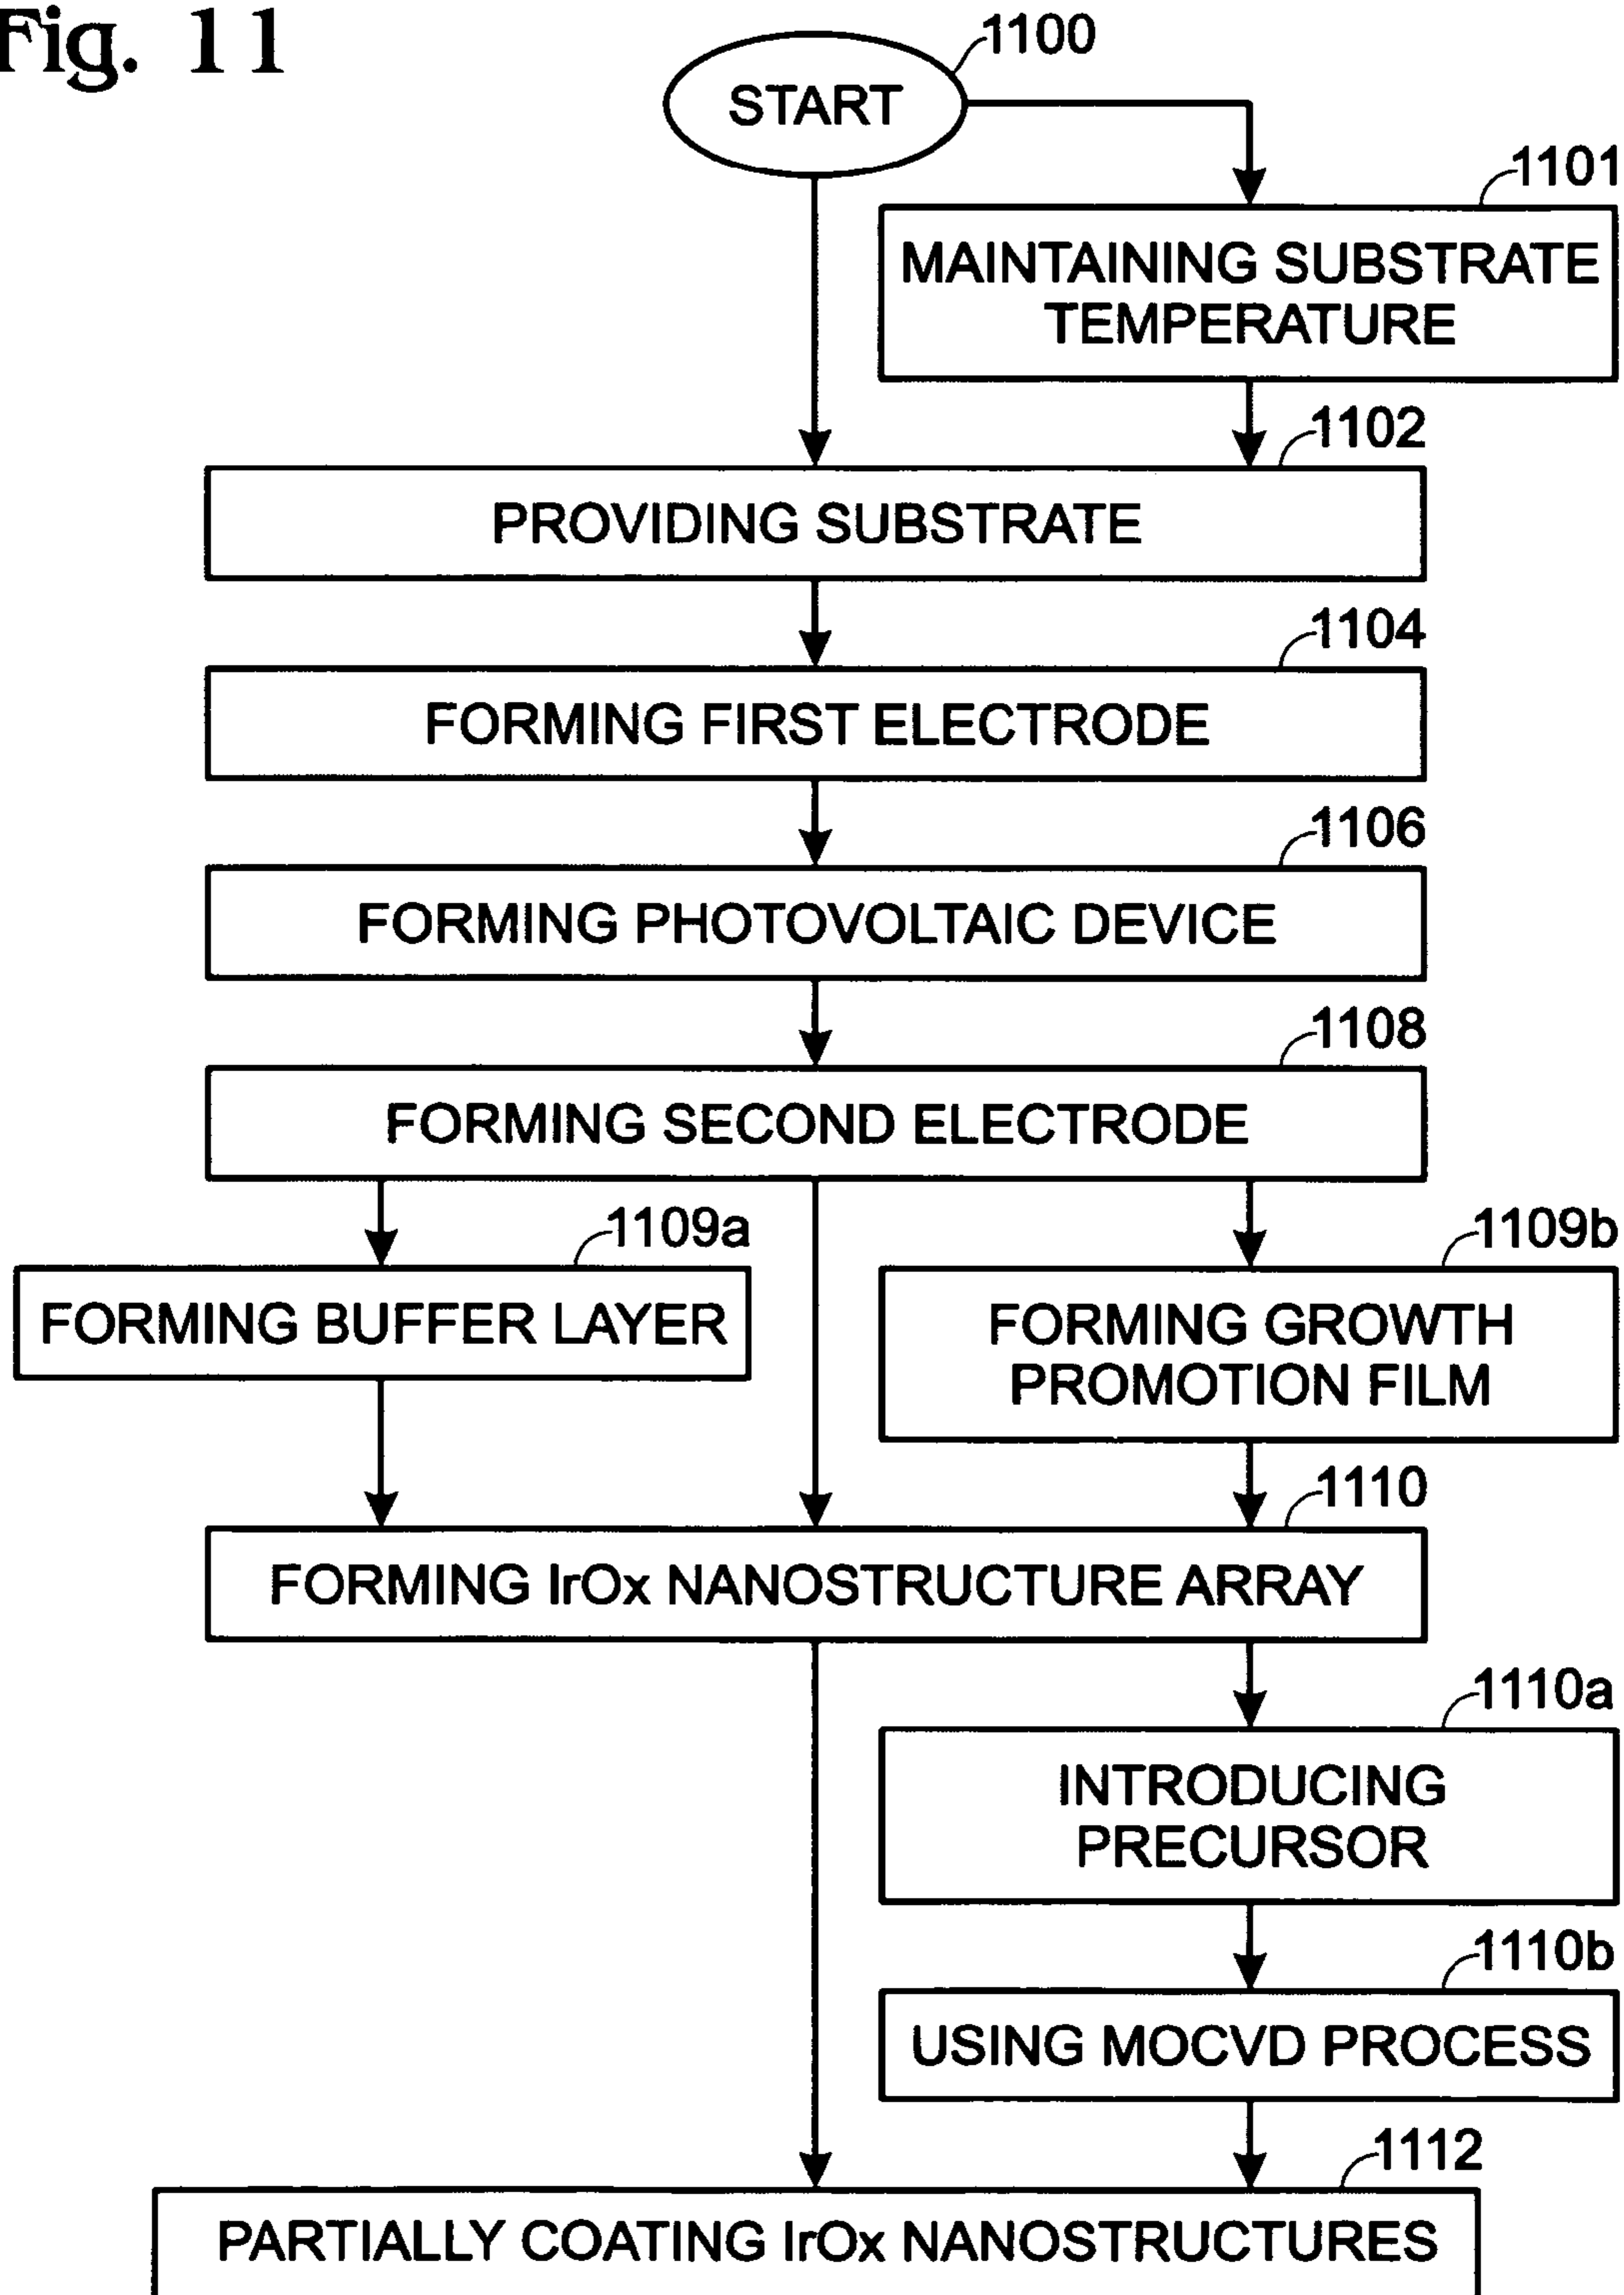 Fig. 11
1100
START
1101
MAINTAINING SUBSTRATE
TEMPERATURE
1102
PROVIDING SUBSTRATE
1104
FORMING FIRST ELECTRODE
1106
FORMING PHOTOVOLTAIC DEVICE
1108
FORMING SECOND ELECTRODE
1109a
FORMING BUFFER LAYER
1109b
FORMING GROWTH
PROMOTION FILM
1110
FORMING IrOx NANOSTRUCTURE ARRAY
1110a
INTRODUCING
PRECURSOR
1110b
USING MOCVD PROCESS
1112
PARTIALLY COATING IrOx NANOSTRUCTURES